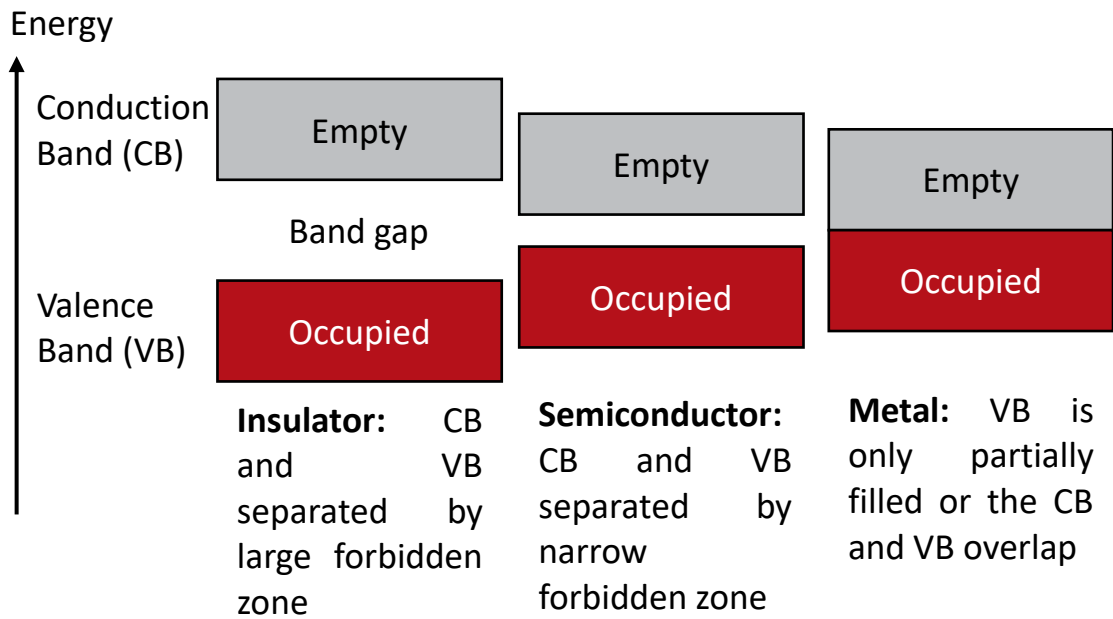 Energy
Conduction
Band (CB)
Empty
Empty
Empty
Band gap
Valence
Band (VB)
Occupied
Occupied
Occupied
Insulator: CB
and VB
separated by
large forbidden
zone
Semiconductor:
CB and VB
separated by
narrow
forbidden zone
Metal: VB is
only partially
filled or the CB
and VB overlap